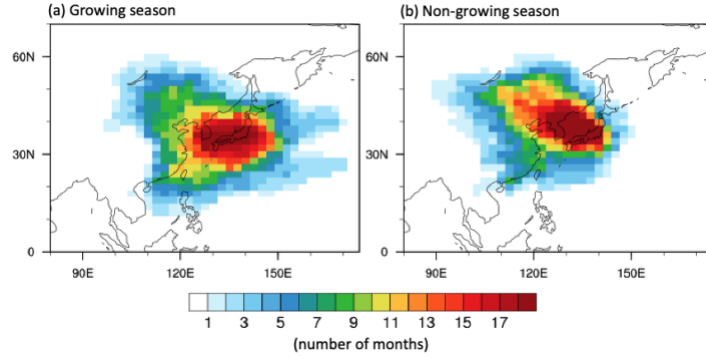 (a) Growing season
(b) Non-growing season
60N
30N
0
90E 120E 150E
60N
30N
0
90E 120E 150E
1 3 5 7 9 11 13 15 17
(number of months)